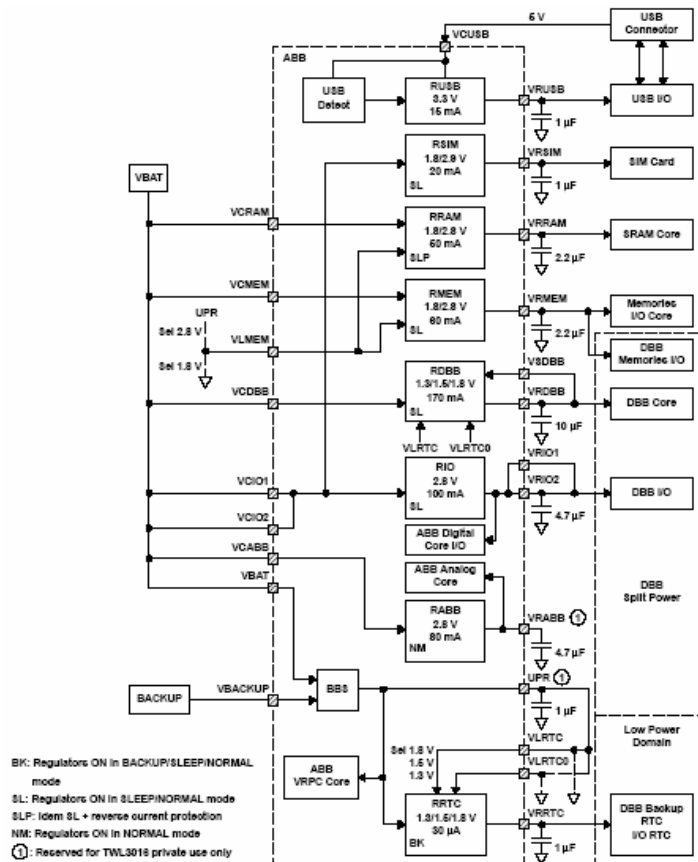 5 V
USB
Connector
VCUSB
ABB
USB
Detect
RUSB
3.3 V
15 mA
VRUSB
1 µF
USB I/O
RSIM
1.8/2.9 V
20 mA
SL
VRSIM
1 µF
SIM Card
VBAT
VCRAM
RRAM
1.8/2.8 V
50 mA
SLP
VRRAM
2.2 µF
SRAM Core
VCMEM
RMEM
1.8/2.8 V
60 mA
SL
VRMEM
2.2 µF
Memories
I/O Core
UPR
Sel 2.8 V
VLMEM
Sel 1.8 V
DBB
Memories I/O
VCDBB
RDBB
1.3/1.5/1.8 V
170 mA
SL
VSDBB
VRDBB
10 µF
DBB Core
VLRTC
VLRTC0
VCIO1
VCIO2
RIO
2.8 V
100 mA
SL
VRIO1
VRIO2
4.7 µF
DBB I/O
ABB Digital
Core I/O
VCABB
VBAT
ABB Analog
Core
RABB
2.8 V
80 mA
NM
VRABB 1
4.7 µF
DBB
Split Power
BACKUP
VBACKUP
BBS
UPR 1
1 µF
Low Power
Domain
ABB
VRPC Core
Sel 1.8 V
1.5 V
1.3 V
VLRTC
VLRTC0
RRTC
1.3/1.5/1.8 V
30 µA
BK
VRRTC
1 µF
DBB Backup
RTC
I/O RTC
BK: Regulators ON in BACKUP/SLEEP/NORMAL
mode
SL: Regulators ON in SLEEP/NORMAL mode
SLP: Idem SL + reverse current protection
NM: Regulators ON in NORMAL mode
1 : Reserved for TWL3016 private use only